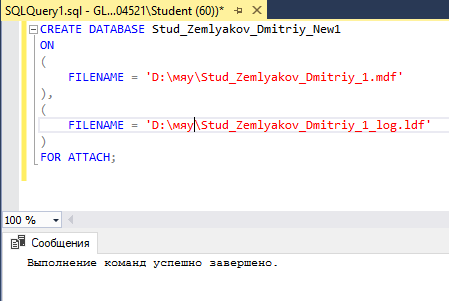 SQLQuery1.sql - GL...04521\Student (60))*
CREATE DATABASE Stud_Zemlyakov_Dmitriy_New1
ON
(
FILENAME = 'D:\мяу\Stud_Zemlyakov_Dmitriy_1.mdf'
),
(
FILENAME = 'D:\мяу\Stud_Zemlyakov_Dmitriy_1_log.ldf'
)
FOR ATTACH;
100 %
Сообщения
Выполнение команд успешно завершено.